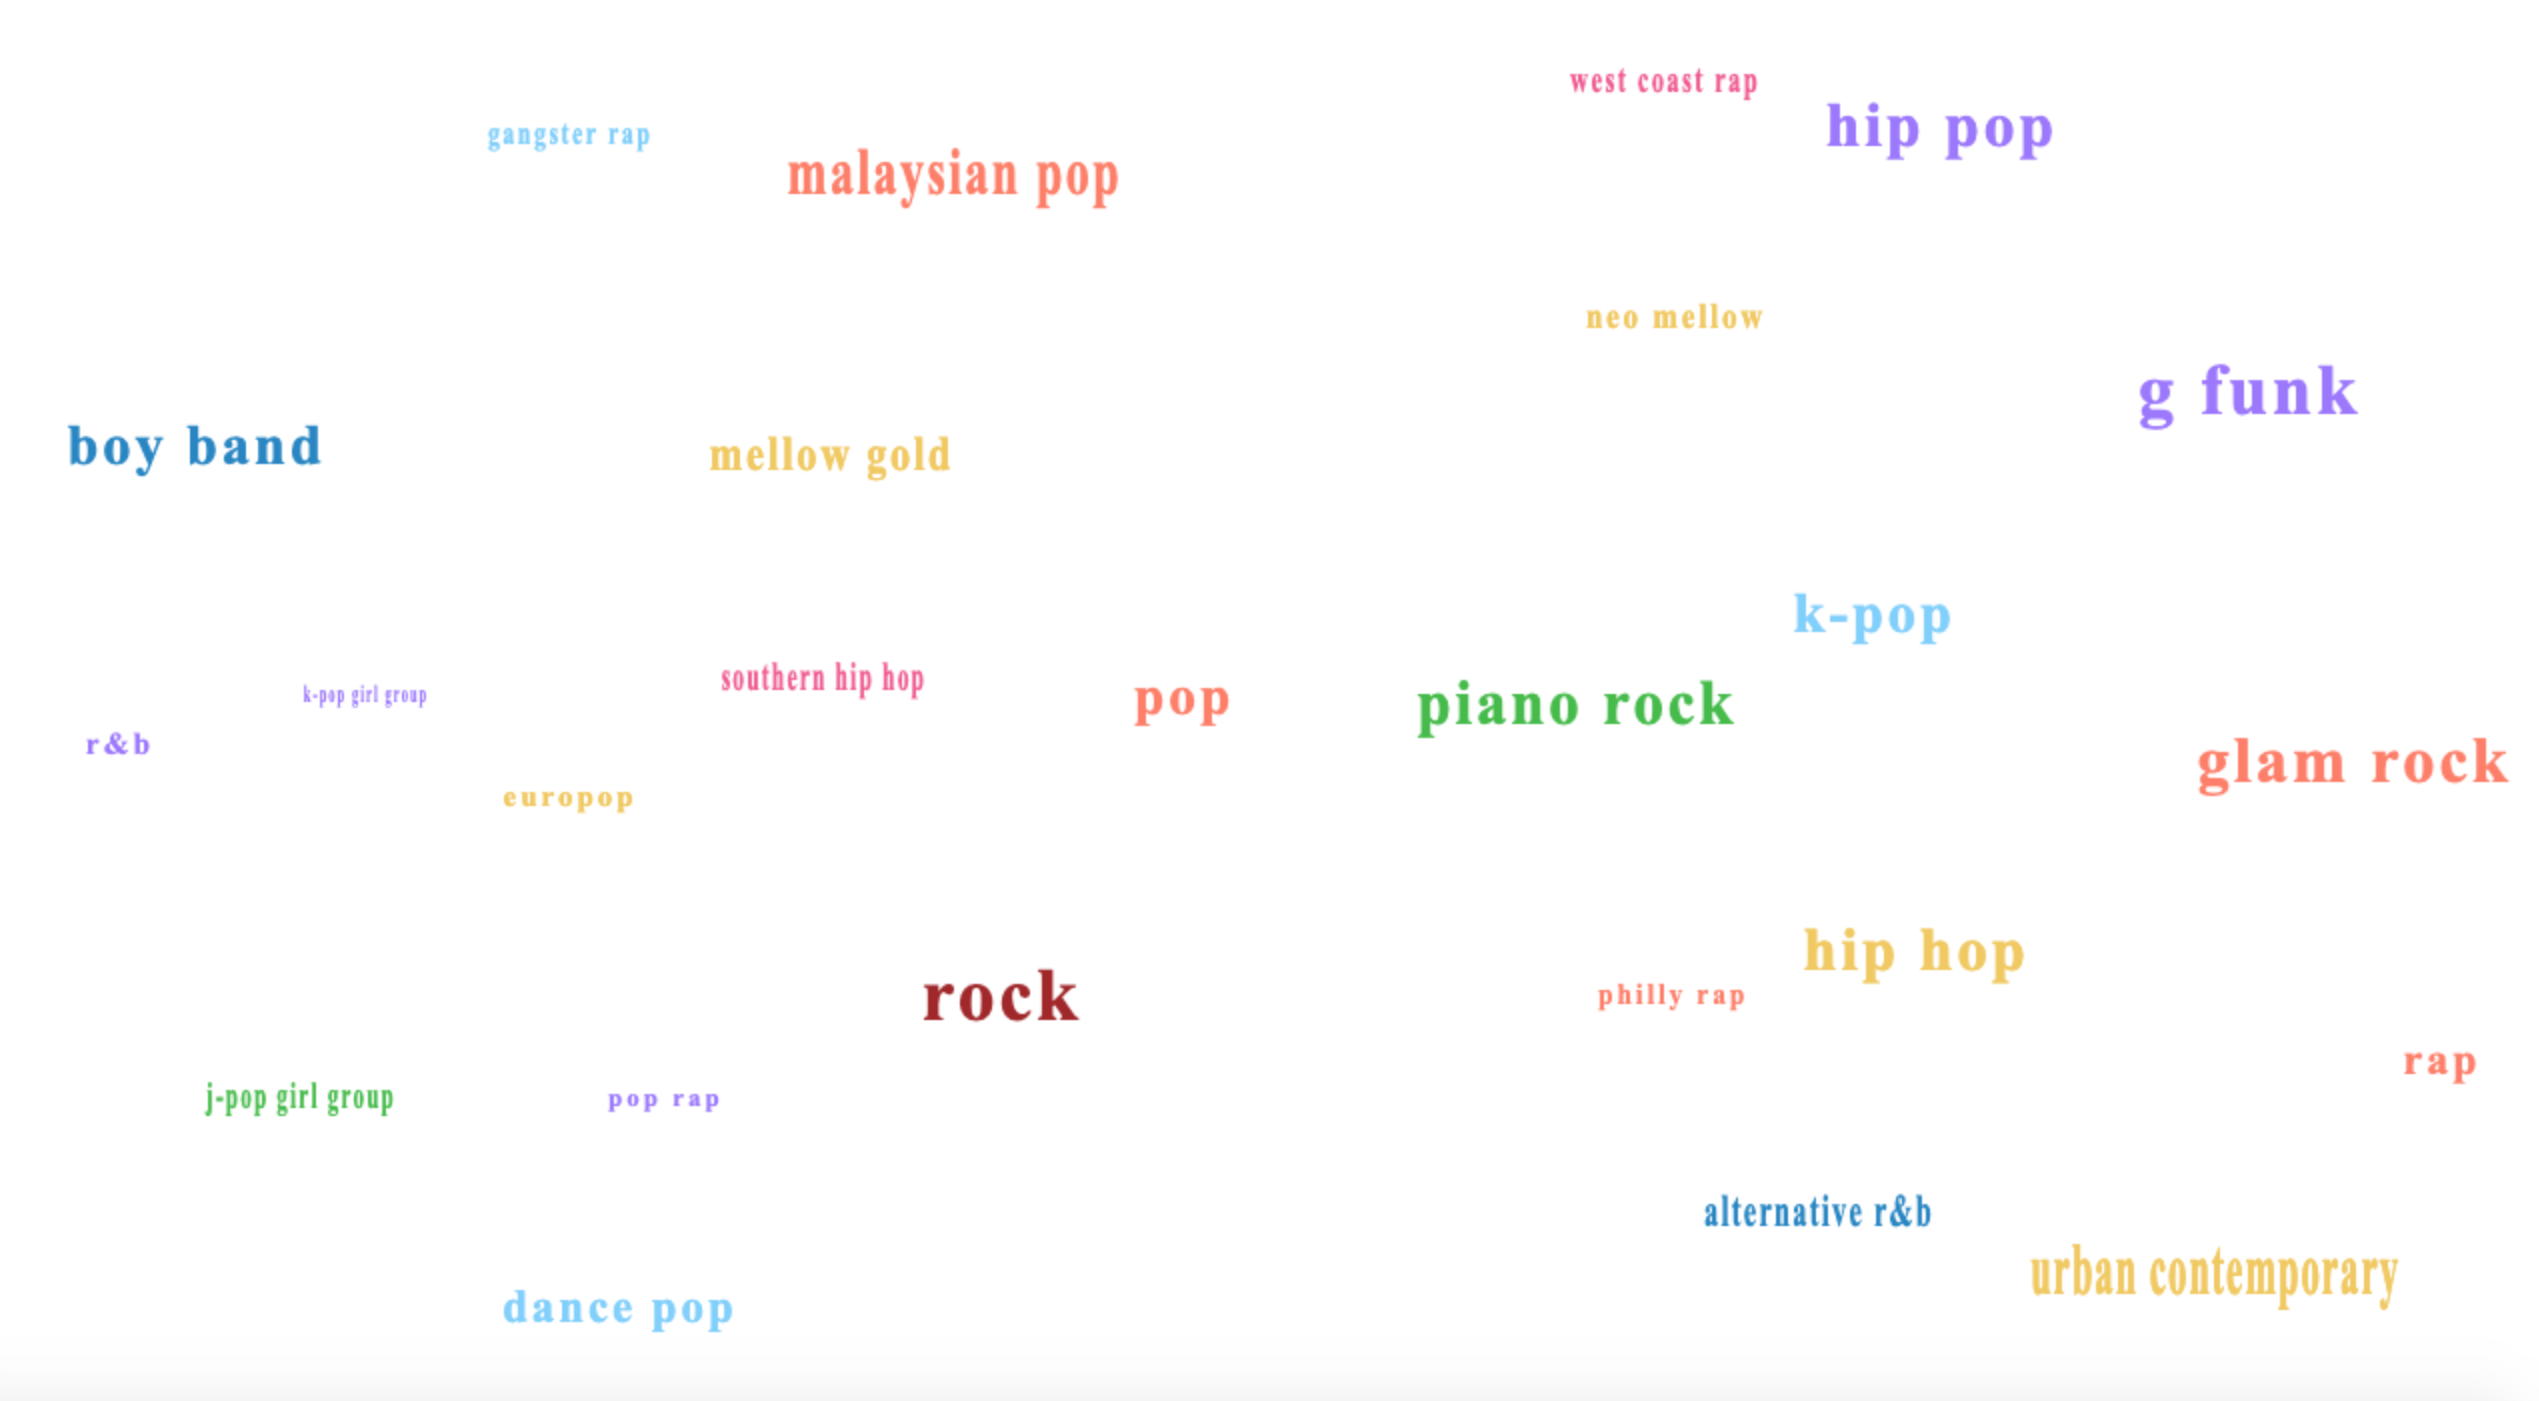 west coast rap
hip pop
gangster rap
malaysian pop
neo mellow
g funk
boy band
mellow gold
k-pop
southern hip hop
k-pop girl group
pop
piano rock
r&b
glam rock
europop
hip hop
rock
philly rap
rap
j-pop girl group
pop rap
alternative r&b
urban contemporary
dance pop